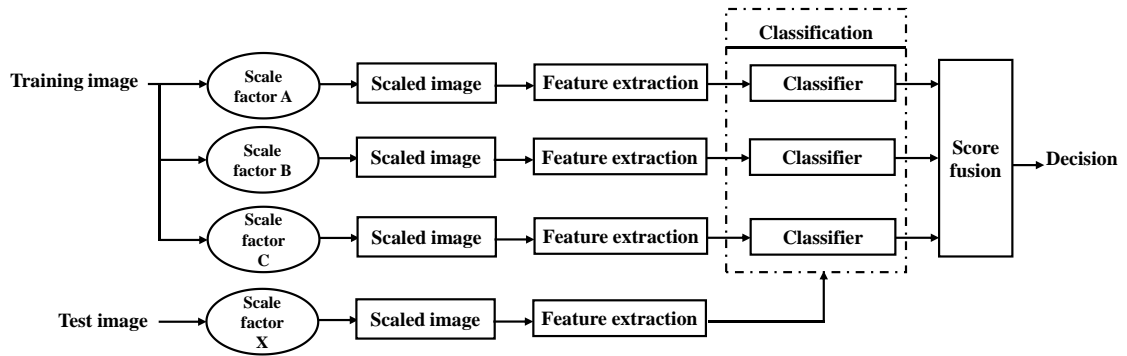 Classification
Training image
Scale
factor A
Scaled image
Feature extraction
Classifier
Scale
factor B
Scaled image
Feature extraction
Classifier
Score
fusion
Decision
Scale
factor
C
Scaled image
Feature extraction
Classifier
Test image
Scale
factor
X
Scaled image
Feature extraction